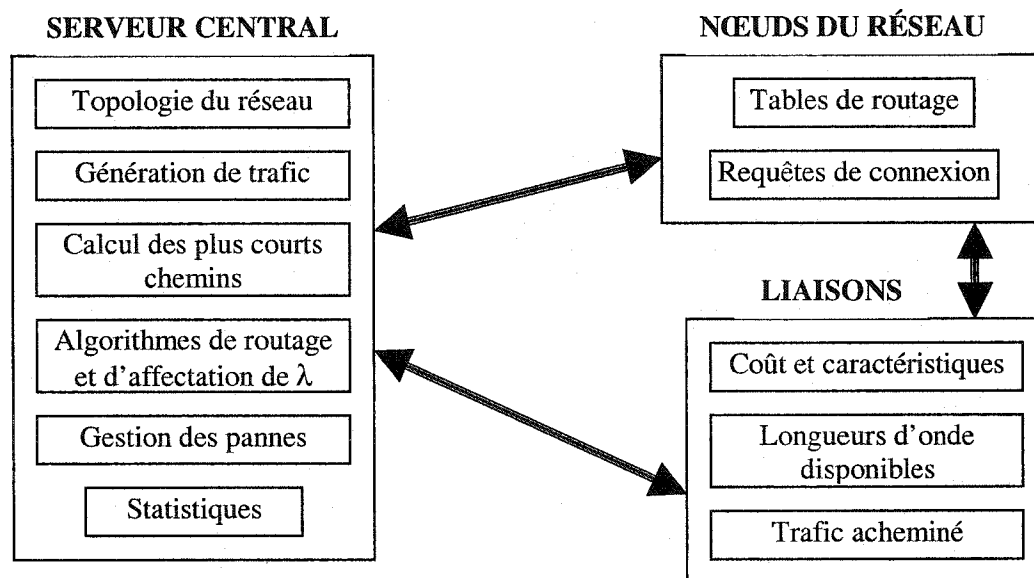 SERVEUR CENTRAL
Topologie du réseau
Génération de trafic
Calcul des plus courts
chemins
Algorithmes de routage
et d'affectation de λ
Gestion des pannes
Statistiques
NŒUDS DU RÉSEAU
Tables de routage
Requêtes de connexion
LIAISONS
Coût et caractéristiques
Longueurs d'onde
disponibles
Trafic acheminé